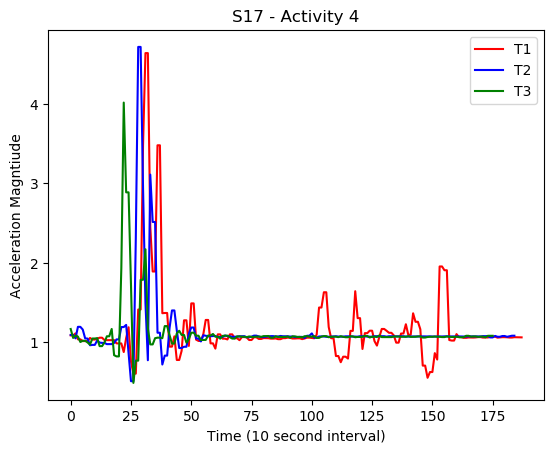 S17 - Activity 4
T1
T2
T3
4
3
2
1
Acceleration Magntiude
0
25
50
75
100
125
150
175
Time (10 second interval)